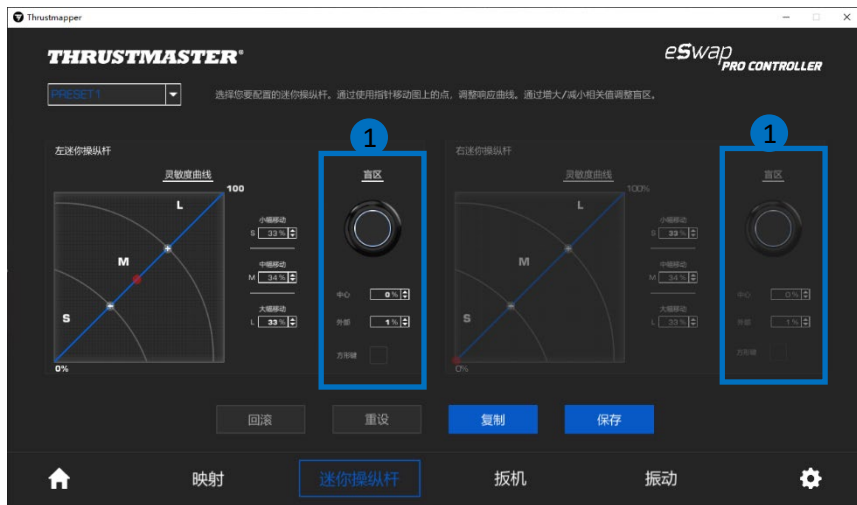 Thrustmapper
THRUSTMASTER®
eSwap
PRO CONTROLLER
PRESET1
选择您要配置的迷你操纵杆。通过使用指针移动图上的点，调整响应曲线。通过增大/减小相关值调整盲区。
1
1
左迷你操纵杆
灵敏度曲线
100
L
M
S
0%
小幅移动
S 33%
中幅移动
M 34%
大幅移动
L 33%
盲区
中心 0%
外部 1%
方形键
右迷你操纵杆
灵敏度曲线
100%
L
M
S
0%
小幅移动
S 33%
中幅移动
M 34%
大幅移动
L 33%
盲区
中心 0%
外部 1%
方形键
回滚
重设
复制
保存
映射
迷你操纵杆
扳机
振动